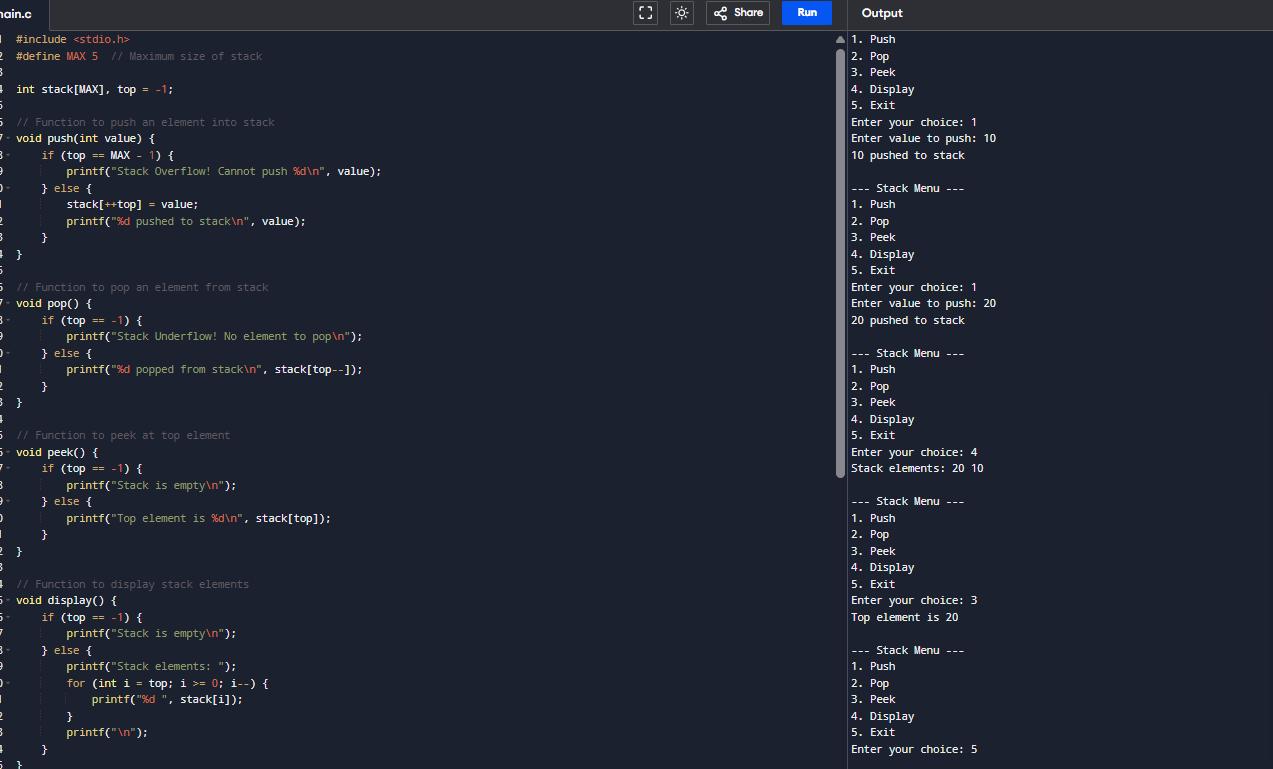 main.c
Share
Run
Output
#include <stdio.h>
#define MAX 5  // Maximum size of stack
int stack[MAX], top = -1;
// Function to push an element into stack
void push(int value) {
    if (top == MAX - 1) {
        printf("Stack Overflow! Cannot push %d\n", value);
    } else {
        stack[++top] = value;
        printf("%d pushed to stack\n", value);
    }
}
// Function to pop an element from stack
void pop() {
    if (top == -1) {
        printf("Stack Underflow! No element to pop\n");
    } else {
        printf("%d popped from stack\n", stack[top--]);
    }
}
// Function to peek at top element
void peek() {
    if (top == -1) {
        printf("Stack is empty\n");
    } else {
        printf("Top element is %d\n", stack[top]);
    }
}
// Function to display stack elements
void display() {
    if (top == -1) {
        printf("Stack is empty\n");
    } else {
        printf("Stack elements: ");
        for (int i = top; i >= 0; i--) {
            printf("%d ", stack[i]);
        }
        printf("\n");
    }
}
1. Push
2. Pop
3. Peek
4. Display
5. Exit
Enter your choice: 1
Enter value to push: 10
10 pushed to stack
--- Stack Menu ---
1. Push
2. Pop
3. Peek
4. Display
5. Exit
Enter your choice: 1
Enter value to push: 20
20 pushed to stack
--- Stack Menu ---
1. Push
2. Pop
3. Peek
4. Display
5. Exit
Enter your choice: 4
Stack elements: 20 10
--- Stack Menu ---
1. Push
2. Pop
3. Peek
4. Display
5. Exit
Enter your choice: 3
Top element is 20
--- Stack Menu ---
1. Push
2. Pop
3. Peek
4. Display
5. Exit
Enter your choice: 5